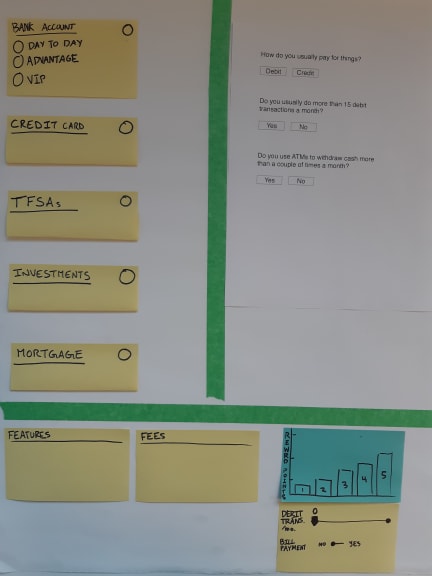 BANK ACCOUNT
DAY TO DAY
ADVANTAGE
VIP
CREDIT CARD
TFSAs
INVESTMENTS
MORTGAGE
How do you usually pay for things?
Debit Credit
Do you usually do more than 15 debit
transactions a month?
Yes No
Do you use ATMs to withdraw cash more
than a couple of times a month?
Yes No
FEATURES
FEES
REWRD POINTS
1 2 3 4 5
DEBIT
TRANS.
/mo.
0
BILL
PAYMENT
NO YES